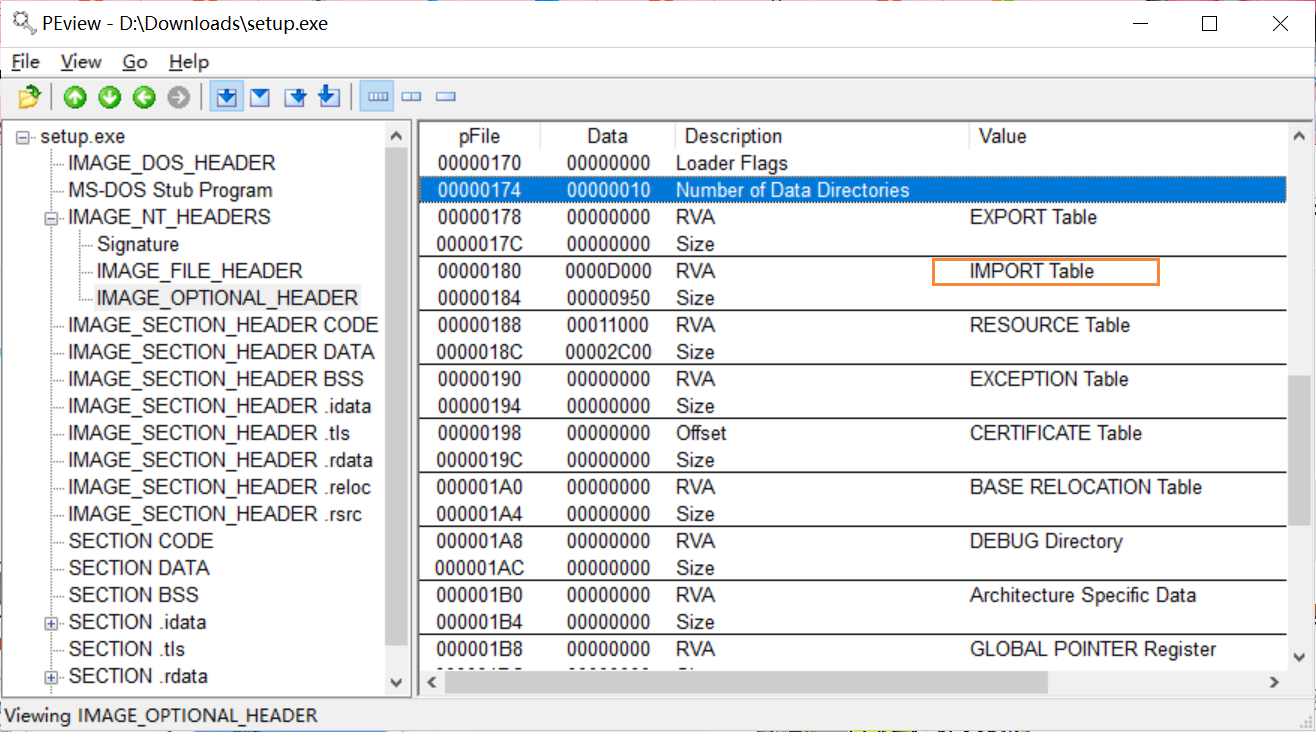 PEview - D:\Downloads\setup.exe
File View Go Help
setup.exe
IMAGE_DOS_HEADER
MS-DOS Stub Program
IMAGE_NT_HEADERS
Signature
IMAGE_FILE_HEADER
IMAGE_OPTIONAL_HEADER
IMAGE_SECTION_HEADER CODE
IMAGE_SECTION_HEADER DATA
IMAGE_SECTION_HEADER BSS
IMAGE_SECTION_HEADER .idata
IMAGE_SECTION_HEADER .tls
IMAGE_SECTION_HEADER .rdata
IMAGE_SECTION_HEADER .reloc
IMAGE_SECTION_HEADER .rsrc
SECTION CODE
SECTION DATA
SECTION BSS
SECTION .idata
SECTION .tls
SECTION .rdata
pFile Data Description Value
00000170 00000000 Loader Flags
00000174 00000010 Number of Data Directories
00000178 00000000 RVA EXPORT Table
0000017C 00000000 Size
00000180 0000D000 RVA IMPORT Table
00000184 00000950 Size
00000188 00011000 RVA RESOURCE Table
0000018C 00002C00 Size
00000190 00000000 RVA EXCEPTION Table
00000194 00000000 Size
00000198 00000000 Offset CERTIFICATE Table
0000019C 00000000 Size
000001A0 00000000 RVA BASE RELOCATION Table
000001A4 00000000 Size
000001A8 00000000 RVA DEBUG Directory
000001AC 00000000 Size
000001B0 00000000 RVA Architecture Specific Data
000001B4 00000000 Size
000001B8 00000000 RVA GLOBAL POINTER Register
Viewing IMAGE_OPTIONAL_HEADER